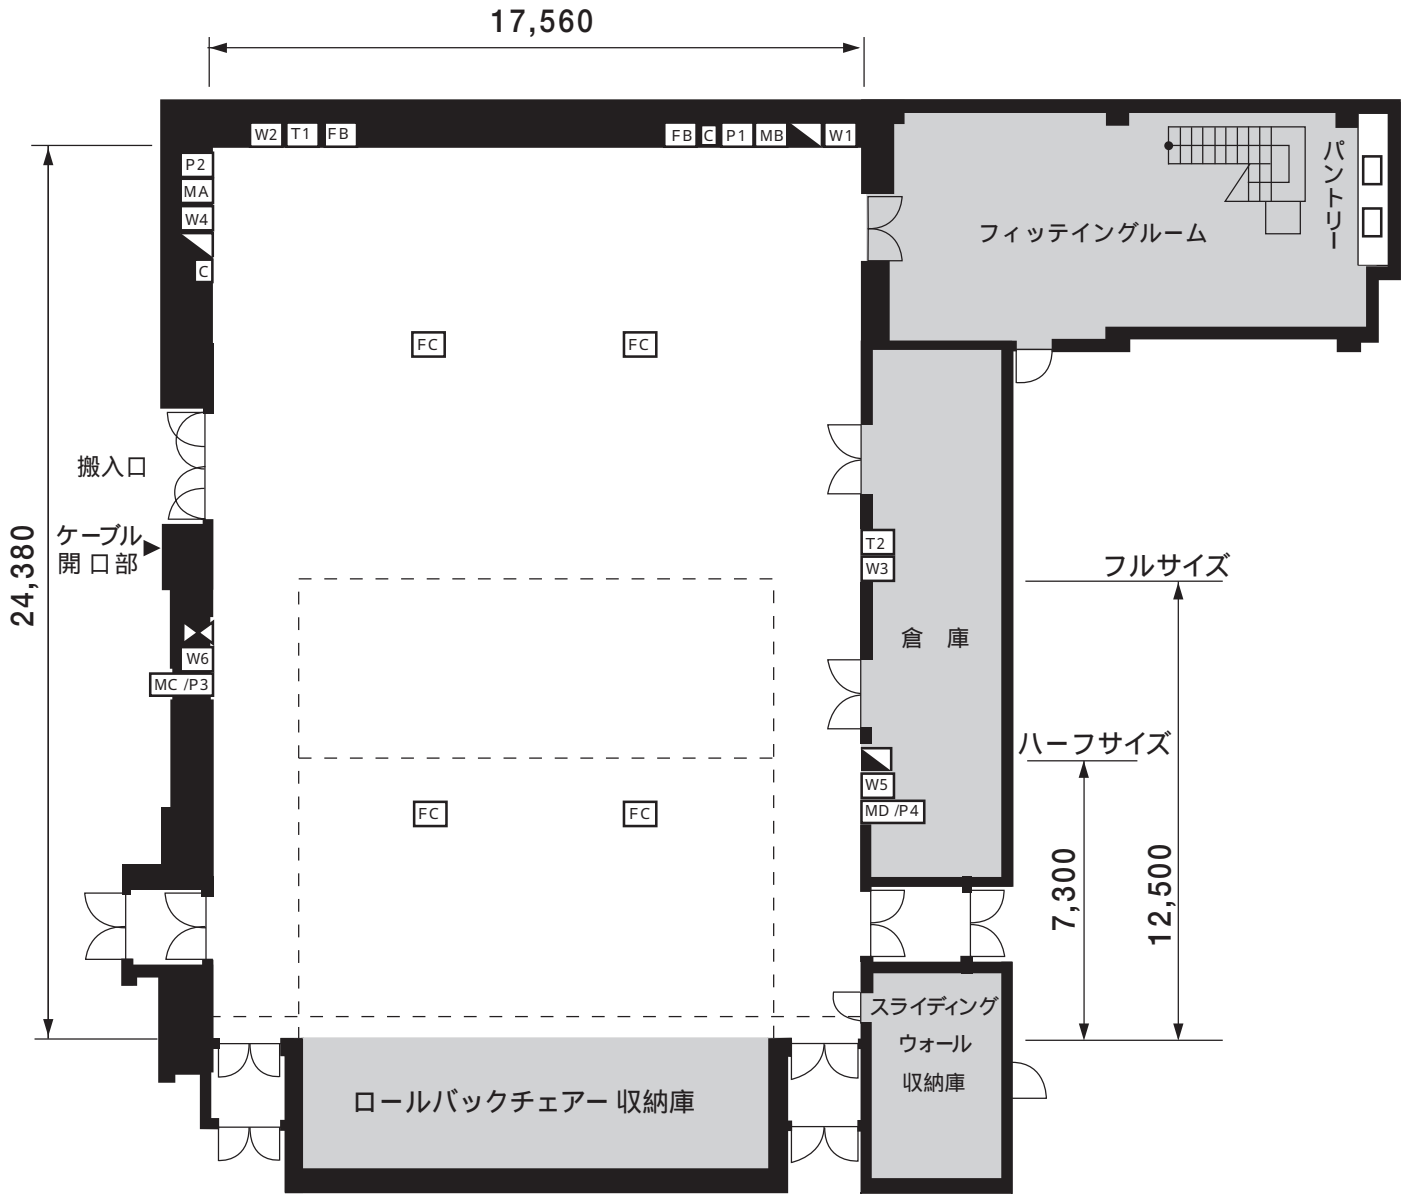 17,560
W2
T1
FB
FB
C
P1
MB
W1
P2
MA
W4
C
パントリー
フィッテイングルーム
FC
FC
搬入口
ケーブル
開口部
24,380
T2
W3
フルサイズ
倉 庫
W6
MC /P3
ハーフサイズ
W5
MD /P4
FC
FC
7,300
12,500
スライディング
ウォール
収納庫
ロールバックチェアー 収納庫